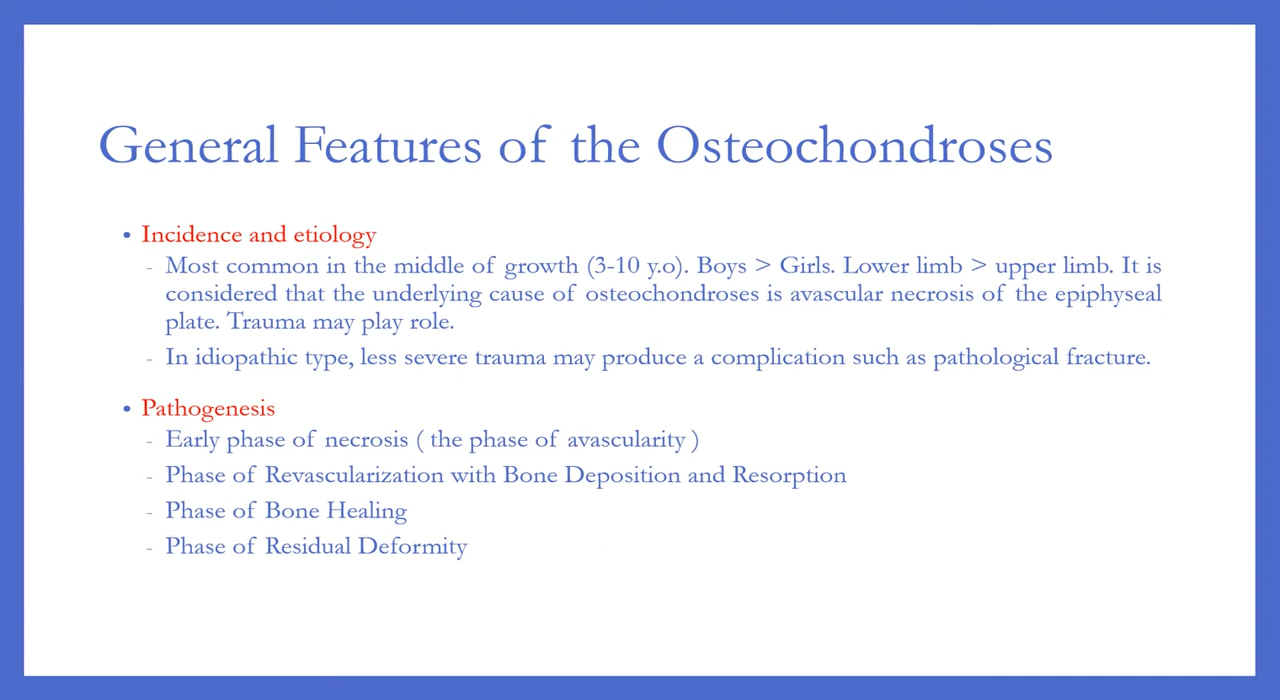 General Features of the Osteochondroses
• Incidence and etiology
- Most common in the middle of growth (3-10 y.o). Boys > Girls. Lower limb > upper limb. It is
considered that the underlying cause of osteochondroses is avascular necrosis of the epiphyseal
plate. Trauma may play role.
- In idiopathic type, less severe trauma may produce a complication such as pathological fracture.
• Pathogenesis
- Early phase of necrosis ( the phase of avascularity )
- Phase of Revascularization with Bone Deposition and Resorption
- Phase of Bone Healing
- Phase of Residual Deformity